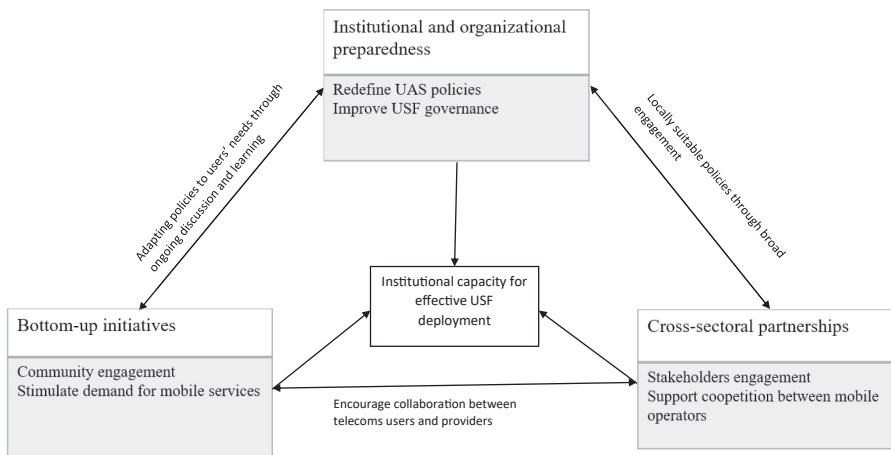 Institutional and organizational
preparedness
Redefine UAS policies
Improve USF governance
Adapting policies to users' needs through
ongoing discussion and learning
Locally suitable policies through broad
engagement
Institutional capacity for
effective USF
deployment
Bottom-up initiatives
Community engagement
Stimulate demand for mobile services
Cross-sectoral partnerships
Stakeholders engagement
Support coopetition between mobile
operators
Encourage collaboration between
telecoms users and providers